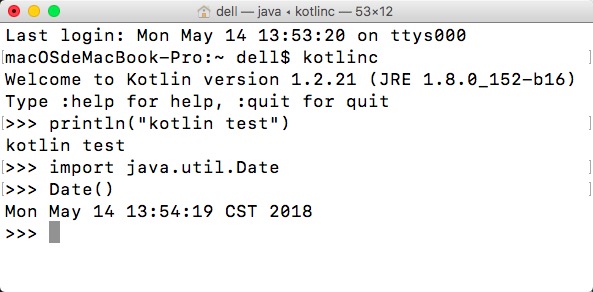 dell — java ◂ kotlinc — 53×12
Last login: Mon May 14 13:53:20 on ttys000
[macOSdeMacBook-Pro:~ dell$ kotlinc ]
Welcome to Kotlin version 1.2.21 (JRE 1.8.0_152-b16)
Type :help for help, :quit for quit
[>>> println("kotlin test") ]
kotlin test
[>>> import java.util.Date ]
[>>> Date() ]
Mon May 14 13:54:19 CST 2018
>>>